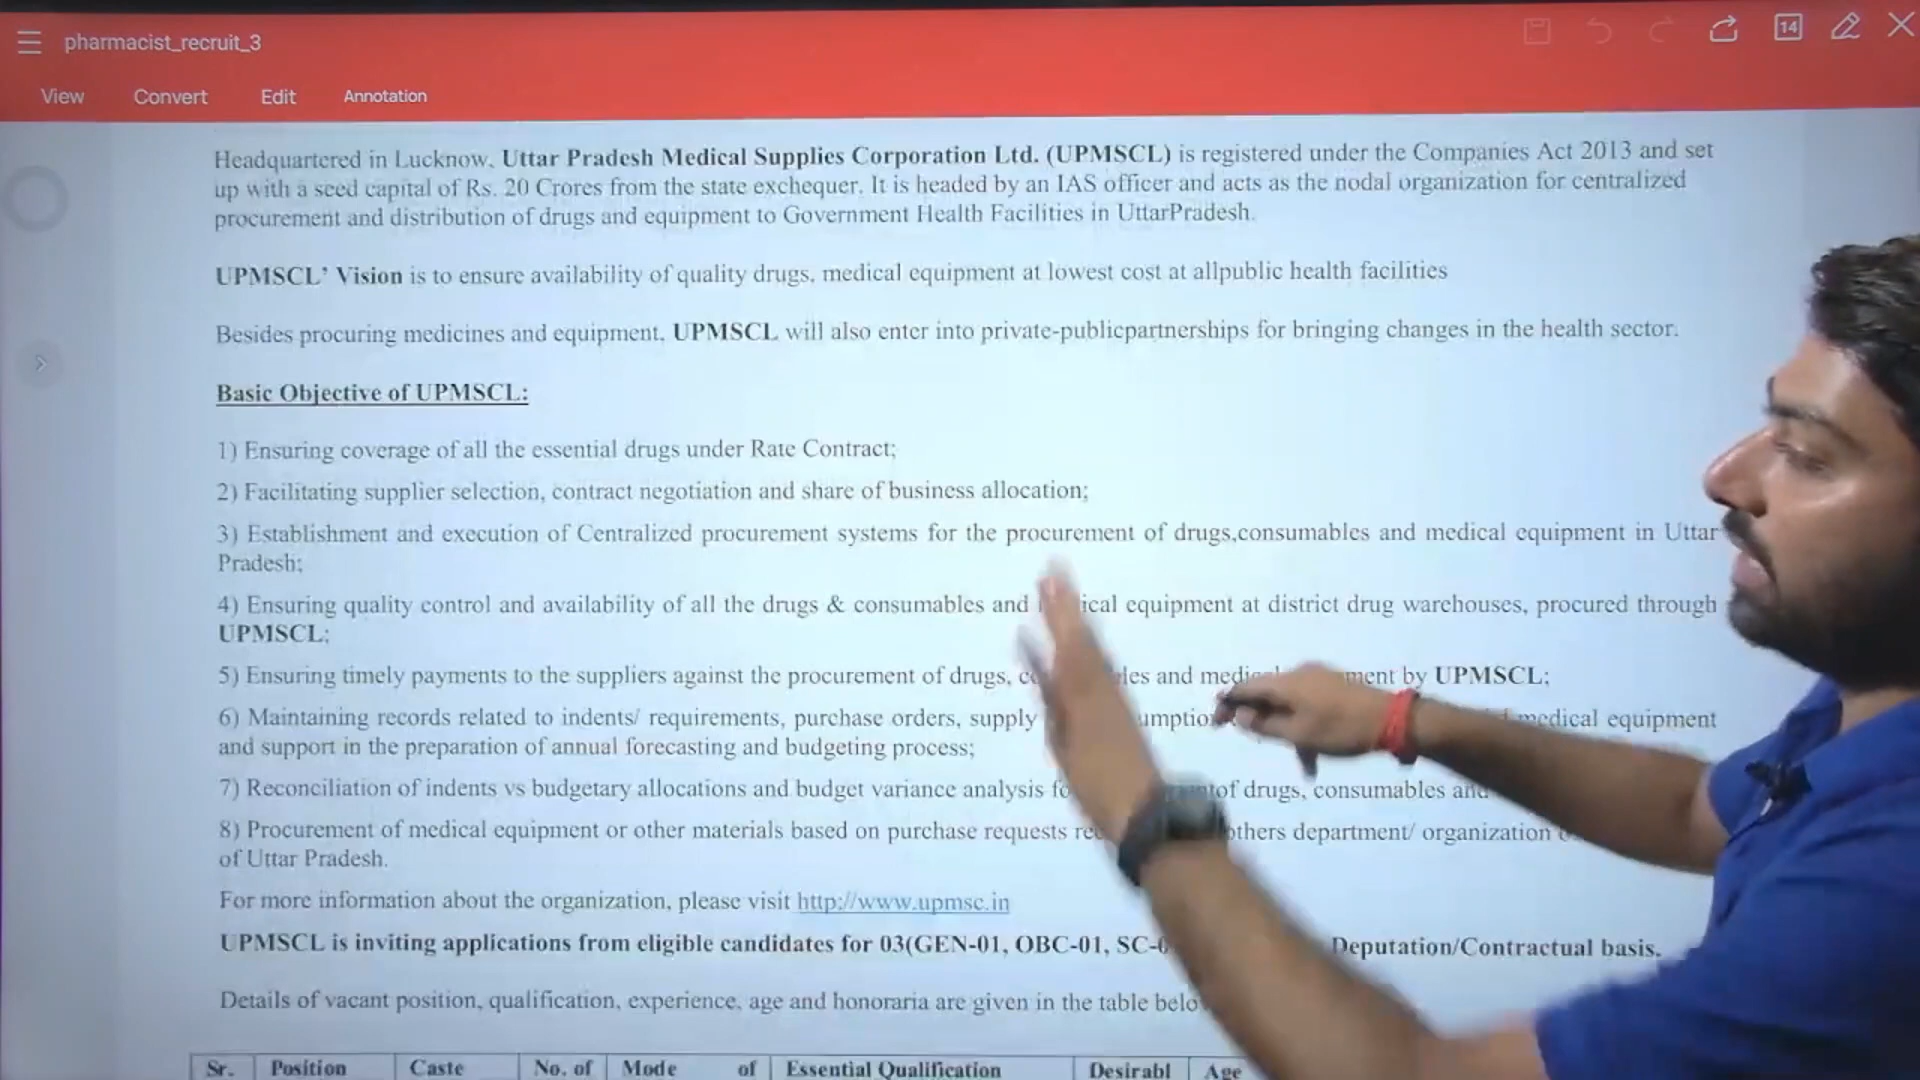 pharmacist_recruit_3
14
View Convert Edit Annotation
Headquartered in Lucknow, Uttar Pradesh Medical Supplies Corporation Ltd. (UPMSCL) is registered under the Companies Act 2013 and set
up with a seed capital of Rs. 20 Crores from the state exchequer. It is headed by an IAS officer and acts as the nodal organization for centralized
procurement and distribution of drugs and equipment to Government Health Facilities in UttarPradesh.
UPMSCL' Vision is to ensure availability of quality drugs, medical equipment at lowest cost at allpublic health facilities
Besides procuring medicines and equipment, UPMSCL will also enter into private-publicpartnerships for bringing changes in the health sector.
Basic Objective of UPMSCL:
1) Ensuring coverage of all the essential drugs under Rate Contract;
2) Facilitating supplier selection, contract negotiation and share of business allocation;
3) Establishment and execution of Centralized procurement systems for the procurement of drugs,consumables and medical equipment in Uttar
Pradesh;
4) Ensuring quality control and availability of all the drugs & consumables and equipment at district drug warehouses, procured through
UPMSCL;
5) Ensuring timely payments to the suppliers against the procurement of drugs, and by UPMSCL;
6) Maintaining records related to indents/ requirements, purchase orders, supply medical equipment
and support in the preparation of annual forecasting and budgeting process;
7) Reconciliation of indents vs budgetary allocations and budget variance analysis of drugs, consumables and
8) Procurement of medical equipment or other materials based on purchase requests department/ organization
of Uttar Pradesh.
For more information about the organization, please visit http://www.upmsc.in
UPMSCL is inviting applications from eligible candidates for 03(GEN-01, OBC-01, Deputation/Contractual basis.
Details of vacant position, qualification, experience, age and honoraria are given in the table
Sr. Position Caste No. of Mode of Essential Qualification Desirabl Age